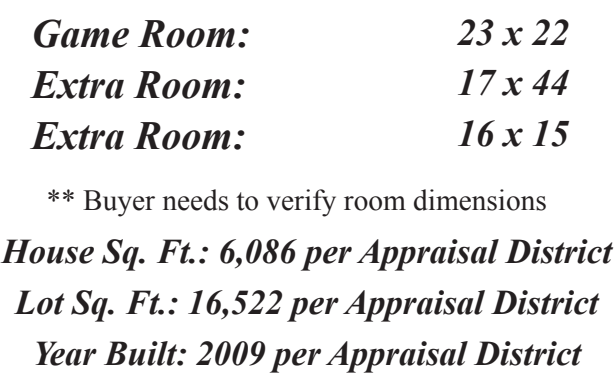 Game Room: 23 x 22
Extra Room: 17 x 44
Extra Room: 16 x 15
** Buyer needs to verify room dimensions
House Sq. Ft.: 6,086 per Appraisal District
Lot Sq. Ft.: 16,522 per Appraisal District
Year Built: 2009 per Appraisal District